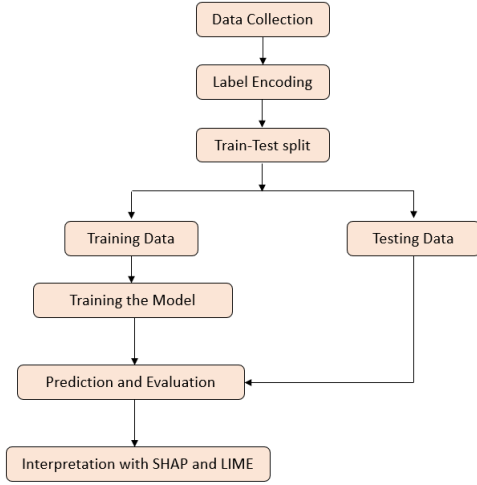 Data Collection
Label Encoding
Train-Test split
Training Data
Testing Data
Training the Model
Prediction and Evaluation
Interpretation with SHAP and LIME